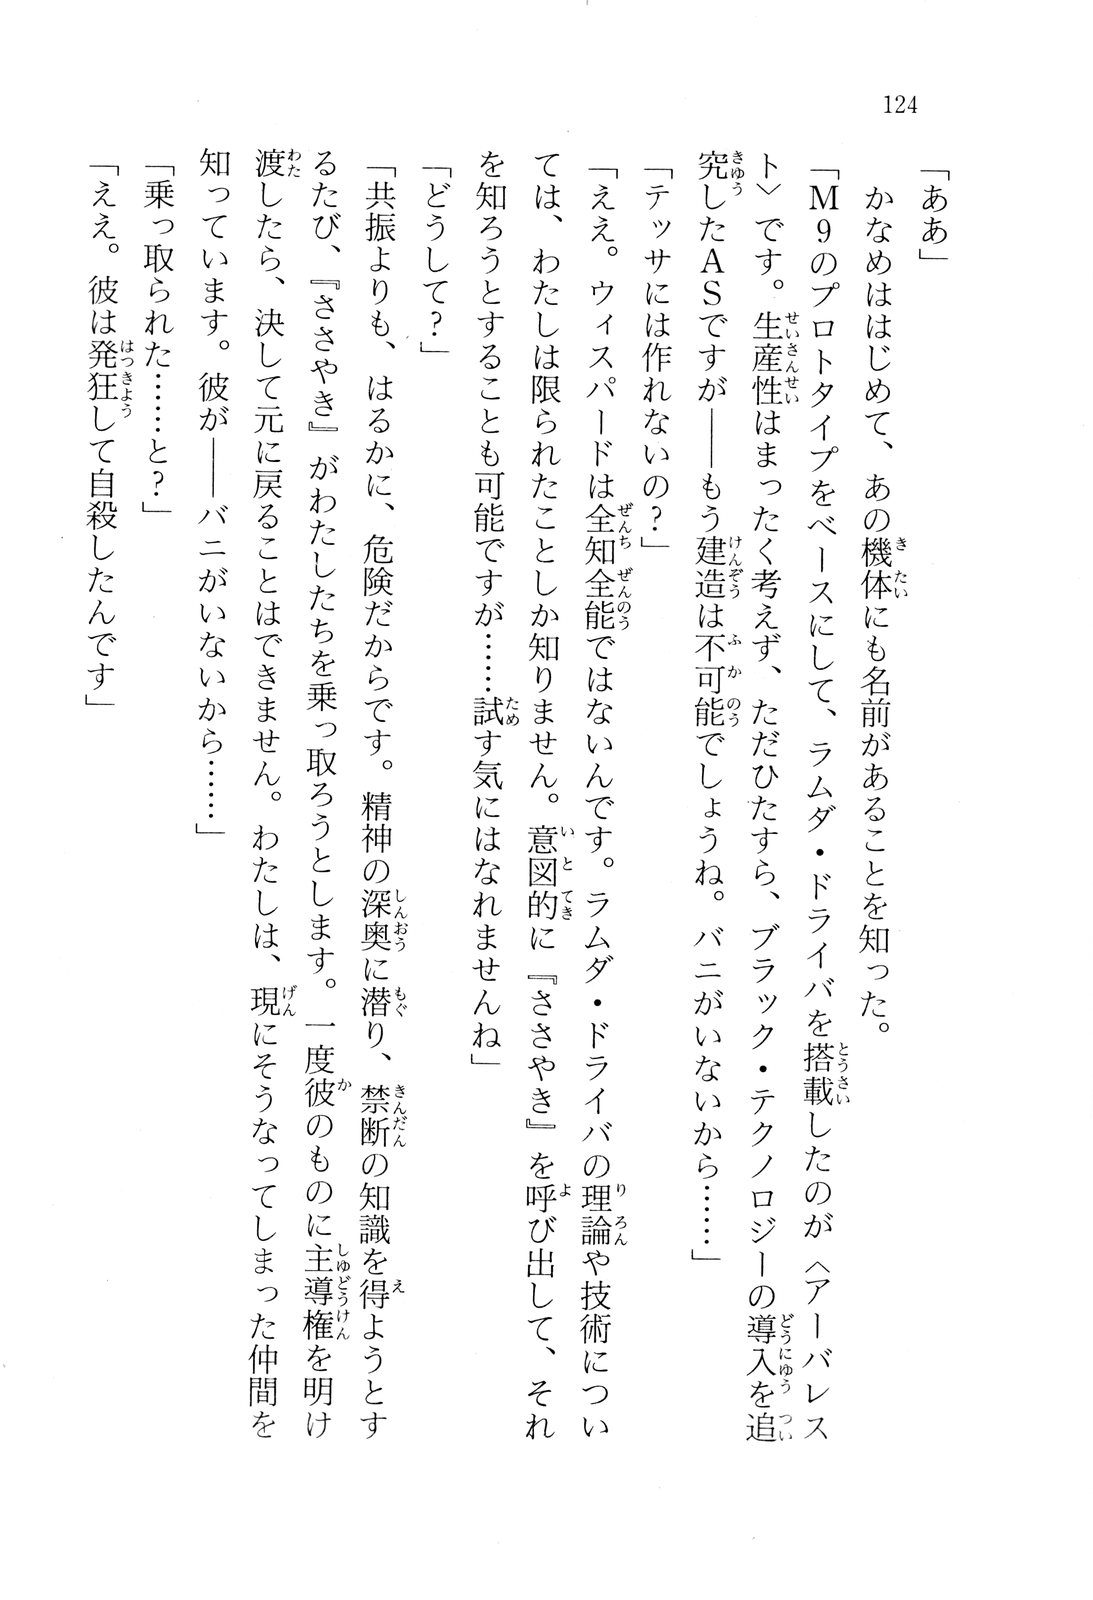 124
「ああ」
かなめははじめて、あの機体にも名前があることを知った。
「M9のプロトタイプをベースにして、ラムダ・ドライバを搭載したのが〈アーバレス
ト〉です。生産性はまったく考えず、ただひたすら、ブラック・テクノロジーの導入を追
究したASですが――もう建造は不可能でしょうね。バニがいないから……」
「テッサには作れないの？」
「ええ。ウィスパードは全知全能ではないんです。ラムダ・ドライバの理論や技術につい
ては、わたしは限られたことしか知りません。意図的に『ささやき』を呼び出して、それ
を知ろうとすることも可能ですが……試す気にはなれませんね」
「どうして？」
「共振よりも、はるかに、危険だからです。精神の深奥に潜り、禁断の知識を得ようとす
るたび、『ささやき』がわたしたちを乗っ取ろうとします。一度彼のものに主導権を明け
渡したら、決して元に戻ることはできません。わたしは、現にそうなってしまった仲間を
知っています。彼が――バニがいないから……」
「乗っ取られた……と？」
「ええ。彼は発狂して自殺したんです」